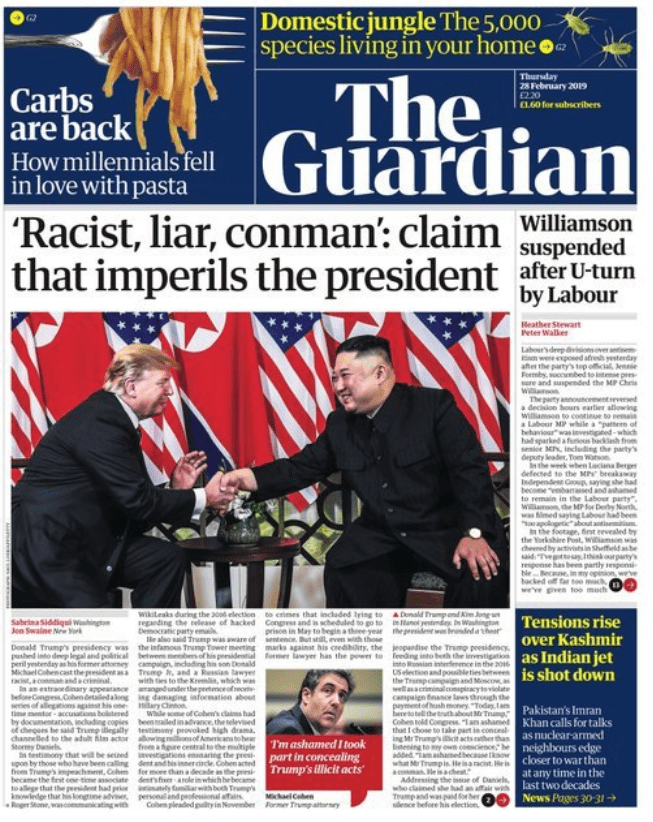 G2
Domestic jungle The 5,000
species living in your home G2
Carbs
are back
How millennials fell
in love with pasta
Thursday
28 February 2019
£2.20
£1.60 for subscribers
The
Guardian
'Racist, liar, conman': claim
that imperils the president
Sabrina Siddiqui Washington
Jon Swaine New York
Donald Trump's presidency was
pushed into deep legal and political
peril yesterday as his former attorney
Michael Cohen cast the president as a
racist, a conman and a criminal.
In an extraordinary appearance
before Congress, Cohen detailed a long
series of allegations against his one-
time mentor - accusations bolstered
by documentation, including copies
of cheques he said Trump illegally
channelled to the adult film actor
Stormy Daniels.
In testimony that will be seized
upon by those who have been calling
for Trump's impeachment, Cohen
became the first one-time associate
to allege that the president had prior
knowledge that his longtime adviser,
Roger Stone, was communicating with
WikiLeaks during the 2016 election
regarding the release of hacked
Democratic party emails.
He also said Trump was aware of
the infamous Trump Tower meeting
between members of his presidential
campaign, including his son Donald
Trump Jr, and a Russian lawyer
with ties to the Kremlin, which was
arranged under the pretence of receiv-
ing damaging information about
Hillary Clinton.
While some of Cohen's claims had
been trailed in advance, the televised
testimony provoked high drama,
allowing millions of Americans to hear
from a figure central to the multiple
investigations ensnaring the presi-
dent and his inner circle. Cohen acted
for more than a decade as the presi-
dent's fixer - a role in which he became
intimately familiar with both Trump's
personal and professional affairs.
Cohen pleaded guilty in November
to crimes that included lying to
Congress and is scheduled to go to
prison in May to begin a three-year
sentence. But still, even with those
marks against his credibility, the
former lawyer has the power to
'I'm ashamed I took
part in concealing
Trump's illicit acts'
Michael Cohen
Former Trump attorney
▲ Donald Trump and Kim Jong-un
in Hanoi yesterday. In Washington
the president was branded a 'cheat'
jeopardise the Trump presidency,
feeding into both the investigation
into Russian interference in the 2016
US election and possible ties between
the Trump campaign and Moscow, as
well as a criminal conspiracy to violate
campaign finance laws through the
payment of hush money. "Today, I am
here to tell the truth about Mr Trump,"
Cohen told Congress. "I am ashamed
that I chose to take part in conceal-
ing Mr Trump's illicit acts rather than
listening to my own conscience," he
added. "I am ashamed because I know
what Mr Trump is. He is a racist. He is
a conman. He is a cheat."
Addressing the issue of Daniels,
who claimed she had an affair with
Trump and was paid for her
silence before his election, 2
Williamson
suspended
after U-turn
by Labour
Heather Stewart
Peter Walker
Labour's deep divisions over antisem-
itism were exposed afresh yesterday
after the party's top official, Jennie
Formby, succumbed to intense pres-
sure and suspended the MP Chris
Williamson.
The party announcement reversed
a decision hours earlier allowing
Williamson to continue to remain
a Labour MP while a "pattern of
behaviour" was investigated - which
had sparked a furious backlash from
senior MPs, including the party's
deputy leader, Tom Watson.
In the week when Luciana Berger
defected to the MPs' breakaway
Independent Group, saying she had
become "embarrassed and ashamed
to remain in the Labour party",
Williamson, the MP for Derby North,
was filmed saying Labour had been
"too apologetic" about antisemitism.
In the footage, first revealed by
the Yorkshire Post, Williamson was
cheered by activists in Sheffield as he
said: "I've got to say, I think our party's
response has been partly responsi-
ble ... Because, in my opinion, we've
backed off far too much,
we've given too much 13
Tensions rise
over Kashmir
as Indian jet
is shot down
Pakistan's Imran
Khan calls for talks
as nuclear-armed
neighbours edge
closer to war than
at any time in the
last two decades
News Pages 30-31 →